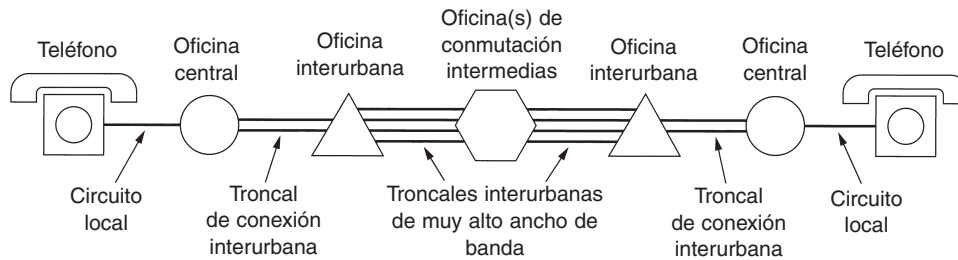 Teléfono
Oficina
central
Oficina
interurbana
Oficina(s) de
conmutación
intermedias
Oficina
interurbana
Oficina
central
Teléfono
Circuito
local
Troncal
de conexión
interurbana
Troncales interurbanas
de muy alto ancho de
banda
Troncal
de conexión
interurbana
Circuito
local